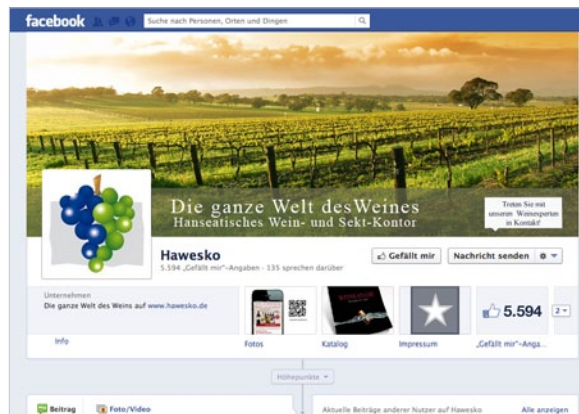 facebook
Suche nach Personen, Orten und Dingen
Die ganze Welt desWeines
Hanseatisches Wein- und Sekt-Kontor
Treten Sie mit
unseren Weinexperten
in Kontakt!
Hawesko
5.594 „Gefällt mir"-Angaben · 135 sprechen darüber
Gefällt mir
Nachricht senden
Unternehmen
Die ganze Welt des Weins auf www.hawesko.de
5.594
2
Info
Fotos
Katalog
Impressum
„Gefällt mir"-Anga...
Höhepunkte
Beitrag
Foto/Video
Aktuelle Beiträge anderer Nutzer auf Hawesko
Alle anzeigen